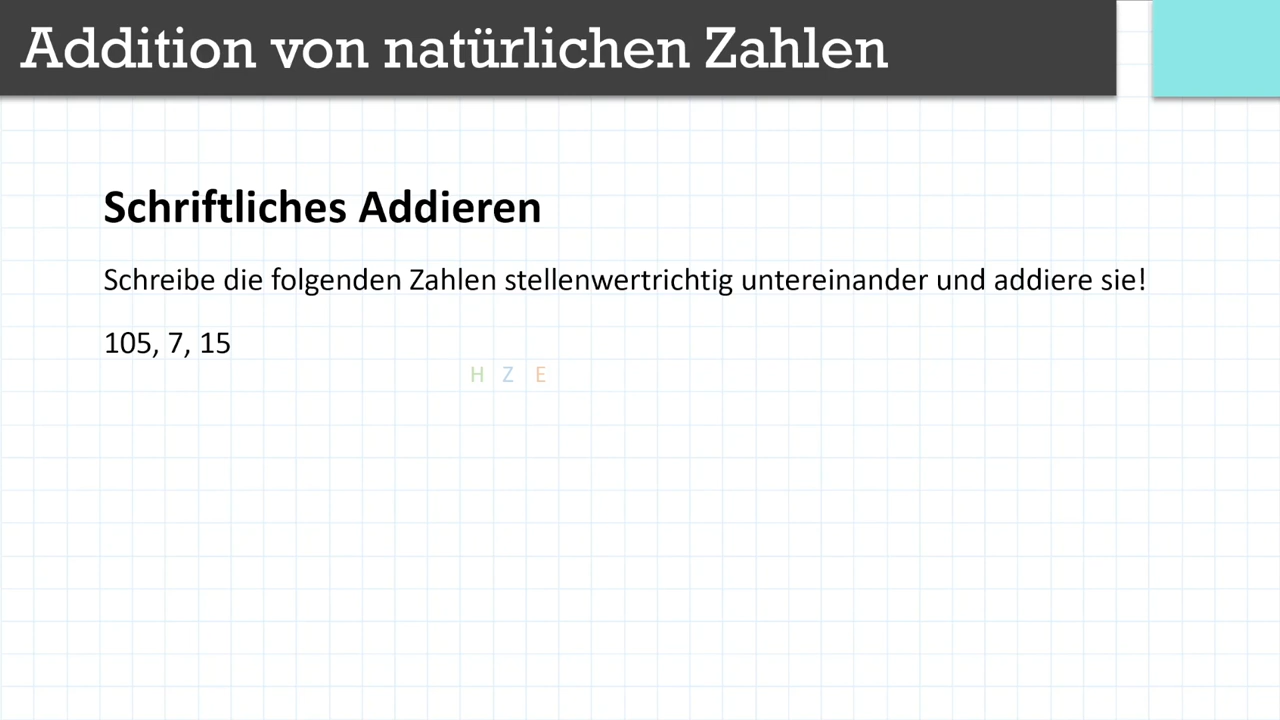 Addition von natürlichen Zahlen
Schriftliches Addieren
Schreibe die folgenden Zahlen stellenwertrichtig untereinander und addiere sie!
105, 7, 15
H Z E